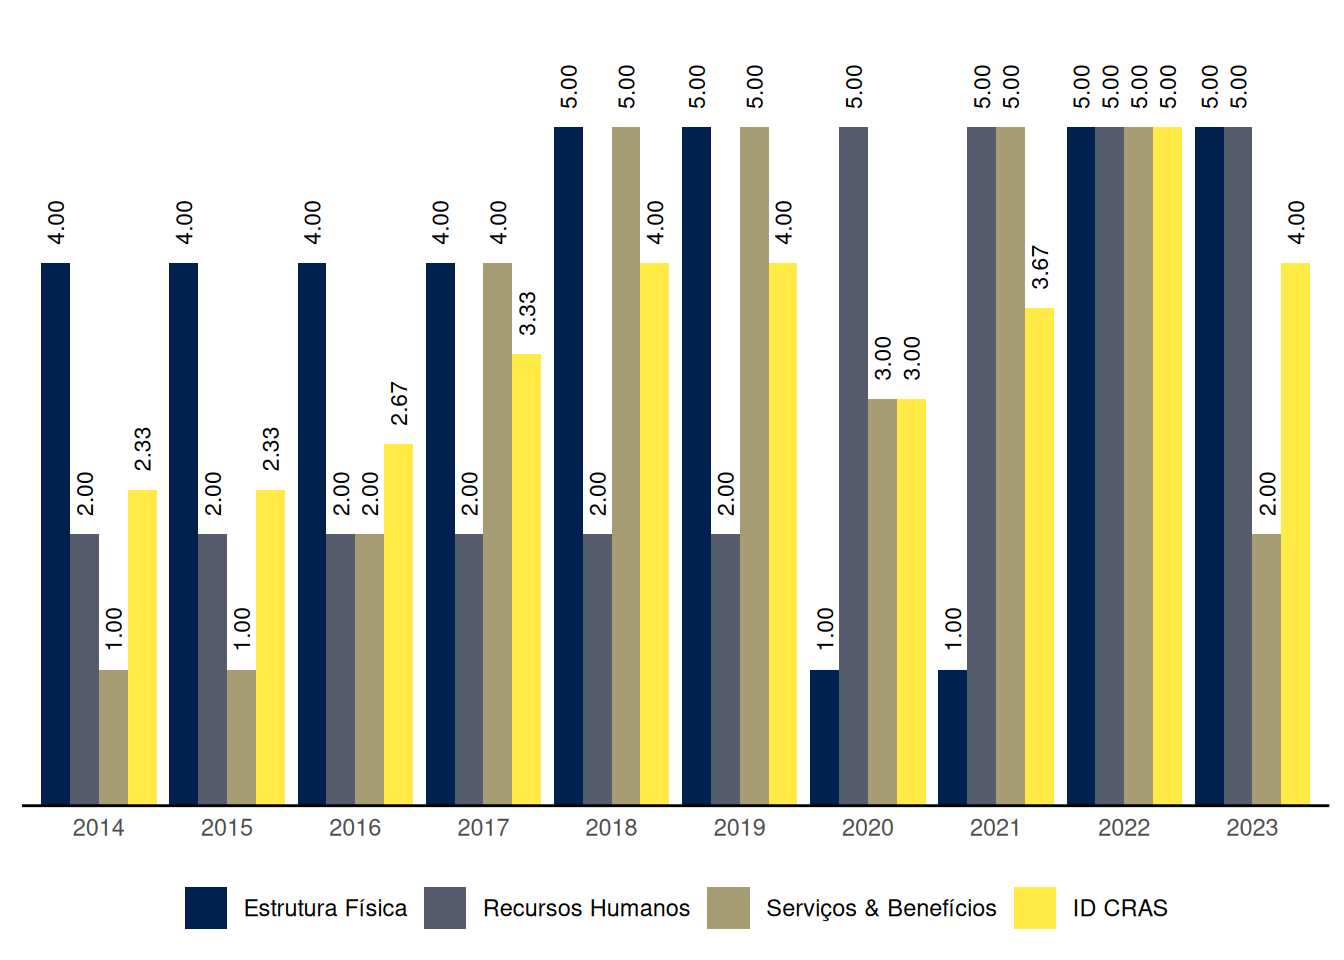 4.00 2.00 1.00 2.33
4.00 2.00 1.00 2.33
4.00 2.00 2.00 2.67
4.00 2.00 4.00 3.33
5.00 2.00 5.00 4.00
5.00 2.00 5.00 4.00
1.00 5.00 3.00 3.00
1.00 5.00 5.00 3.67
5.00 5.00 5.00 5.00
5.00 5.00 2.00 4.00
2014 2015 2016 2017 2018 2019 2020 2021 2022 2023
Estrutura Física Recursos Humanos Serviços & Benefícios ID CRAS